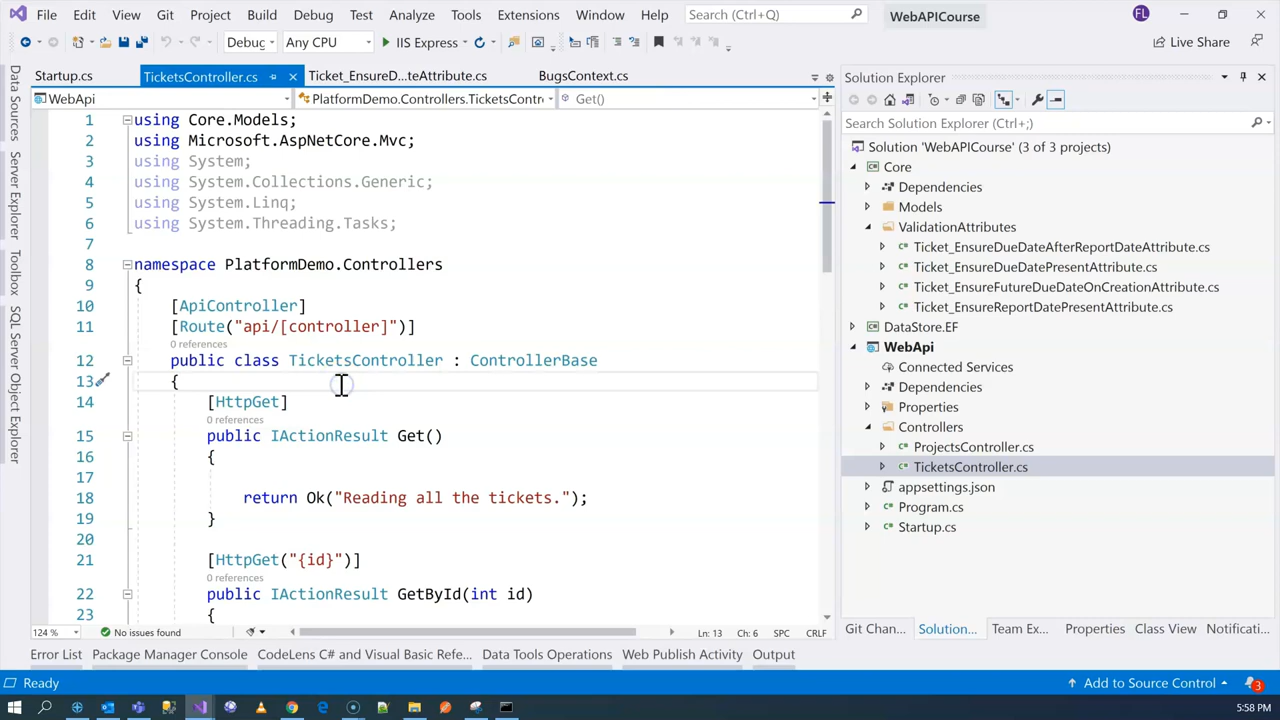 File Edit View Git Project Build Debug Test Analyze Tools Extensions Window Help Search (Ctrl+Q) WebAPICourse FL
Debug Any CPU IIS Express Live Share
Startup.cs TicketsController.cs Ticket_EnsureD...teAttribute.cs BugsContext.cs
WebApi PlatformDemo.Controllers.TicketsContr Get()
Data Sources
Server Explorer
Toolbox
SQL Server Object Explorer
1 using Core.Models;
2 using Microsoft.AspNetCore.Mvc;
3 using System;
4 using System.Collections.Generic;
5 using System.Linq;
6 using System.Threading.Tasks;
7
8 namespace PlatformDemo.Controllers
9 {
10 [ApiController]
11 [Route("api/[controller]")]
0 references
12 public class TicketsController : ControllerBase
13 {
14 [HttpGet]
0 references
15 public IActionResult Get()
16 {
17
18 return Ok("Reading all the tickets.");
19 }
20
21 [HttpGet("{id}")]
0 references
22 public IActionResult GetById(int id)
23 {
124 % No issues found Ln: 13 Ch: 6 SPC CRLF
Solution Explorer
Search Solution Explorer (Ctrl+;)
Solution 'WebAPICourse' (3 of 3 projects)
Core
Dependencies
Models
ValidationAttributes
Ticket_EnsureDueDateAfterReportDateAttribute.cs
Ticket_EnsureDueDatePresentAttribute.cs
Ticket_EnsureFutureDueDateOnCreationAttribute.cs
Ticket_EnsureReportDatePresentAttribute.cs
DataStore.EF
WebApi
Connected Services
Dependencies
Properties
Controllers
ProjectsController.cs
TicketsController.cs
appsettings.json
Program.cs
Startup.cs
Git Chan... Solution... Team Ex... Properties Class View Notificati...
Error List Package Manager Console CodeLens C# and Visual Basic Refe... Data Tools Operations Web Publish Activity Output
Ready Add to Source Control 3
5:58 PM